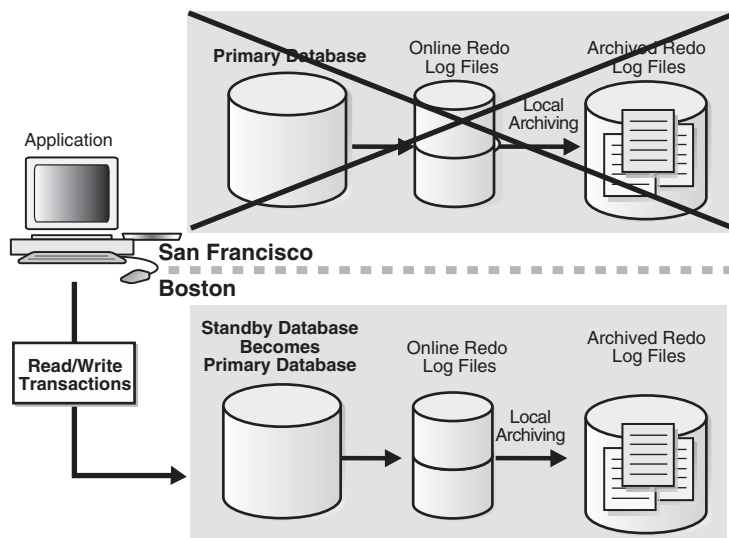 Primary Database
Online Redo
Log Files
Archived Redo
Log Files
Local
Archiving
Application
San Francisco
Boston
Standby Database
Becomes
Primary Database
Online Redo
Log Files
Archived Redo
Log Files
Read/Write
Transactions
Local
Archiving